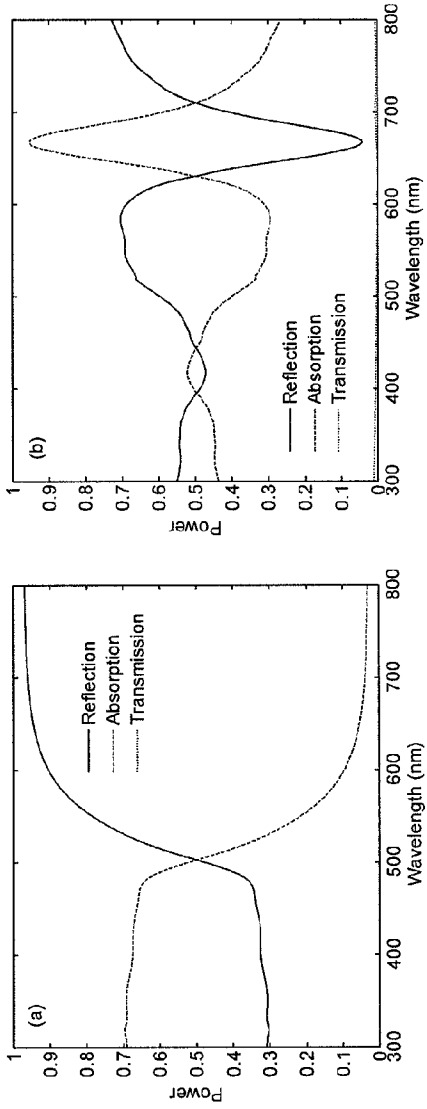 (a)
Power
1
0.9
0.8
0.7
0.6
0.5
0.4
0.3
0.2
0.1
0
Reflection
Absorption
Transmission
300
400
500
600
700
800
Wavelength (nm)
(b)
Power
1
0.9
0.8
0.7
0.6
0.5
0.4
0.3
0.2
0.1
0
Reflection
Absorption
Transmission
300
400
500
600
700
800
Wavelength (nm)